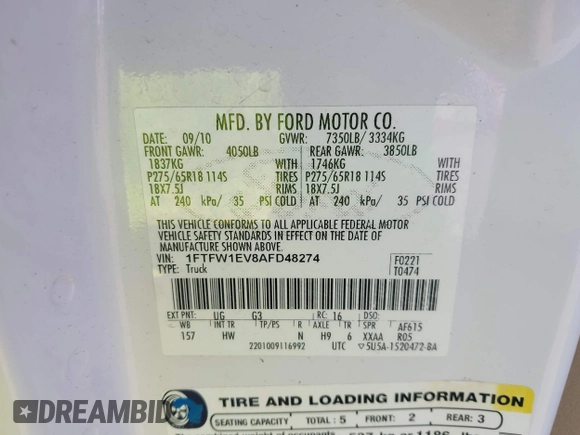 MFD. BY FORD MOTOR CO.
DATE: 09/10 GVWR: 7350LB/ 3334KG
FRONT GAWR: 4050LB REAR GAWR: 3850LB
1837KG WITH 1746KG WITH
P275/65R18 114S TIRES P275/65R18 114S TIRES
18X7.5J RIMS 18X7.5J RIMS
AT 240 kPa/ 35 PSI COLD AT 240 kPa/ 35 PSI COLD
THIS VEHICLE CONFORMS TO ALL APPLICABLE FEDERAL MOTOR
VEHICLE SAFETY STANDARDS IN EFFECT ON THE DATE OF
MANUFACTURE SHOWN ABOVE.
VIN: 1FTFW1EV8AFD48274 F0221
TYPE: Truck T0474
EXT PNT: UG G3 RC: 16 DSO: AF615
WB INT TR TP/PS R AXLE TR SPR R05
157 HW N H9 6 XXAA
2201009116992 UTC 5U5A-1520472-BA
TIRE AND LOADING INFORMATION
SEATING CAPACITY TOTAL: 5 FRONT: 2 REAR: 3
DREAMBID